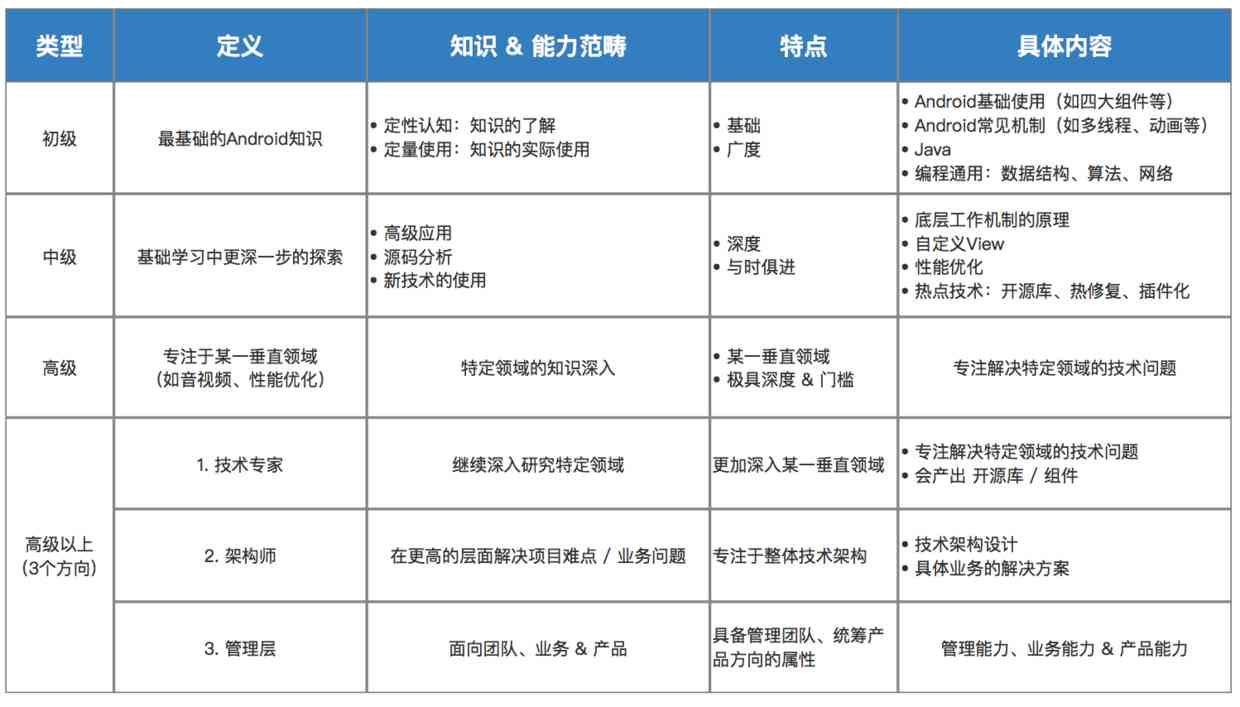 类型
定义
知识 & 能力范畴
特点
具体内容
初级
最基础的Android知识
• 定性认知：知识的了解
• 定量使用：知识的实际使用
• 基础
• 广度
• Android基础使用（如四大组件等）
• Android常见机制（如多线程、动画等）
• Java
• 编程通用：数据结构、算法、网络
中级
基础学习中更深一步的探索
• 高级应用
• 源码分析
• 新技术的使用
• 深度
• 与时俱进
• 底层工作机制的原理
• 自定义View
• 性能优化
• 热点技术：开源库、热修复、插件化
高级
专注于某一垂直领域
（如音视频、性能优化）
特定领域的知识深入
• 某一垂直领域
• 极具深度 & 门槛
专注解决特定领域的技术问题
高级以上
（3个方向）
1. 技术专家
继续深入研究特定领域
更加深入某一垂直领域
• 专注解决特定领域的技术问题
• 会产出 开源库 / 组件
2. 架构师
在更高的层面解决项目难点 / 业务问题
专注于整体技术架构
• 技术架构设计
• 具体业务的解决方案
3. 管理层
面向团队、业务 & 产品
具备管理团队、统筹产
品方向的属性
管理能力、业务能力 & 产品能力